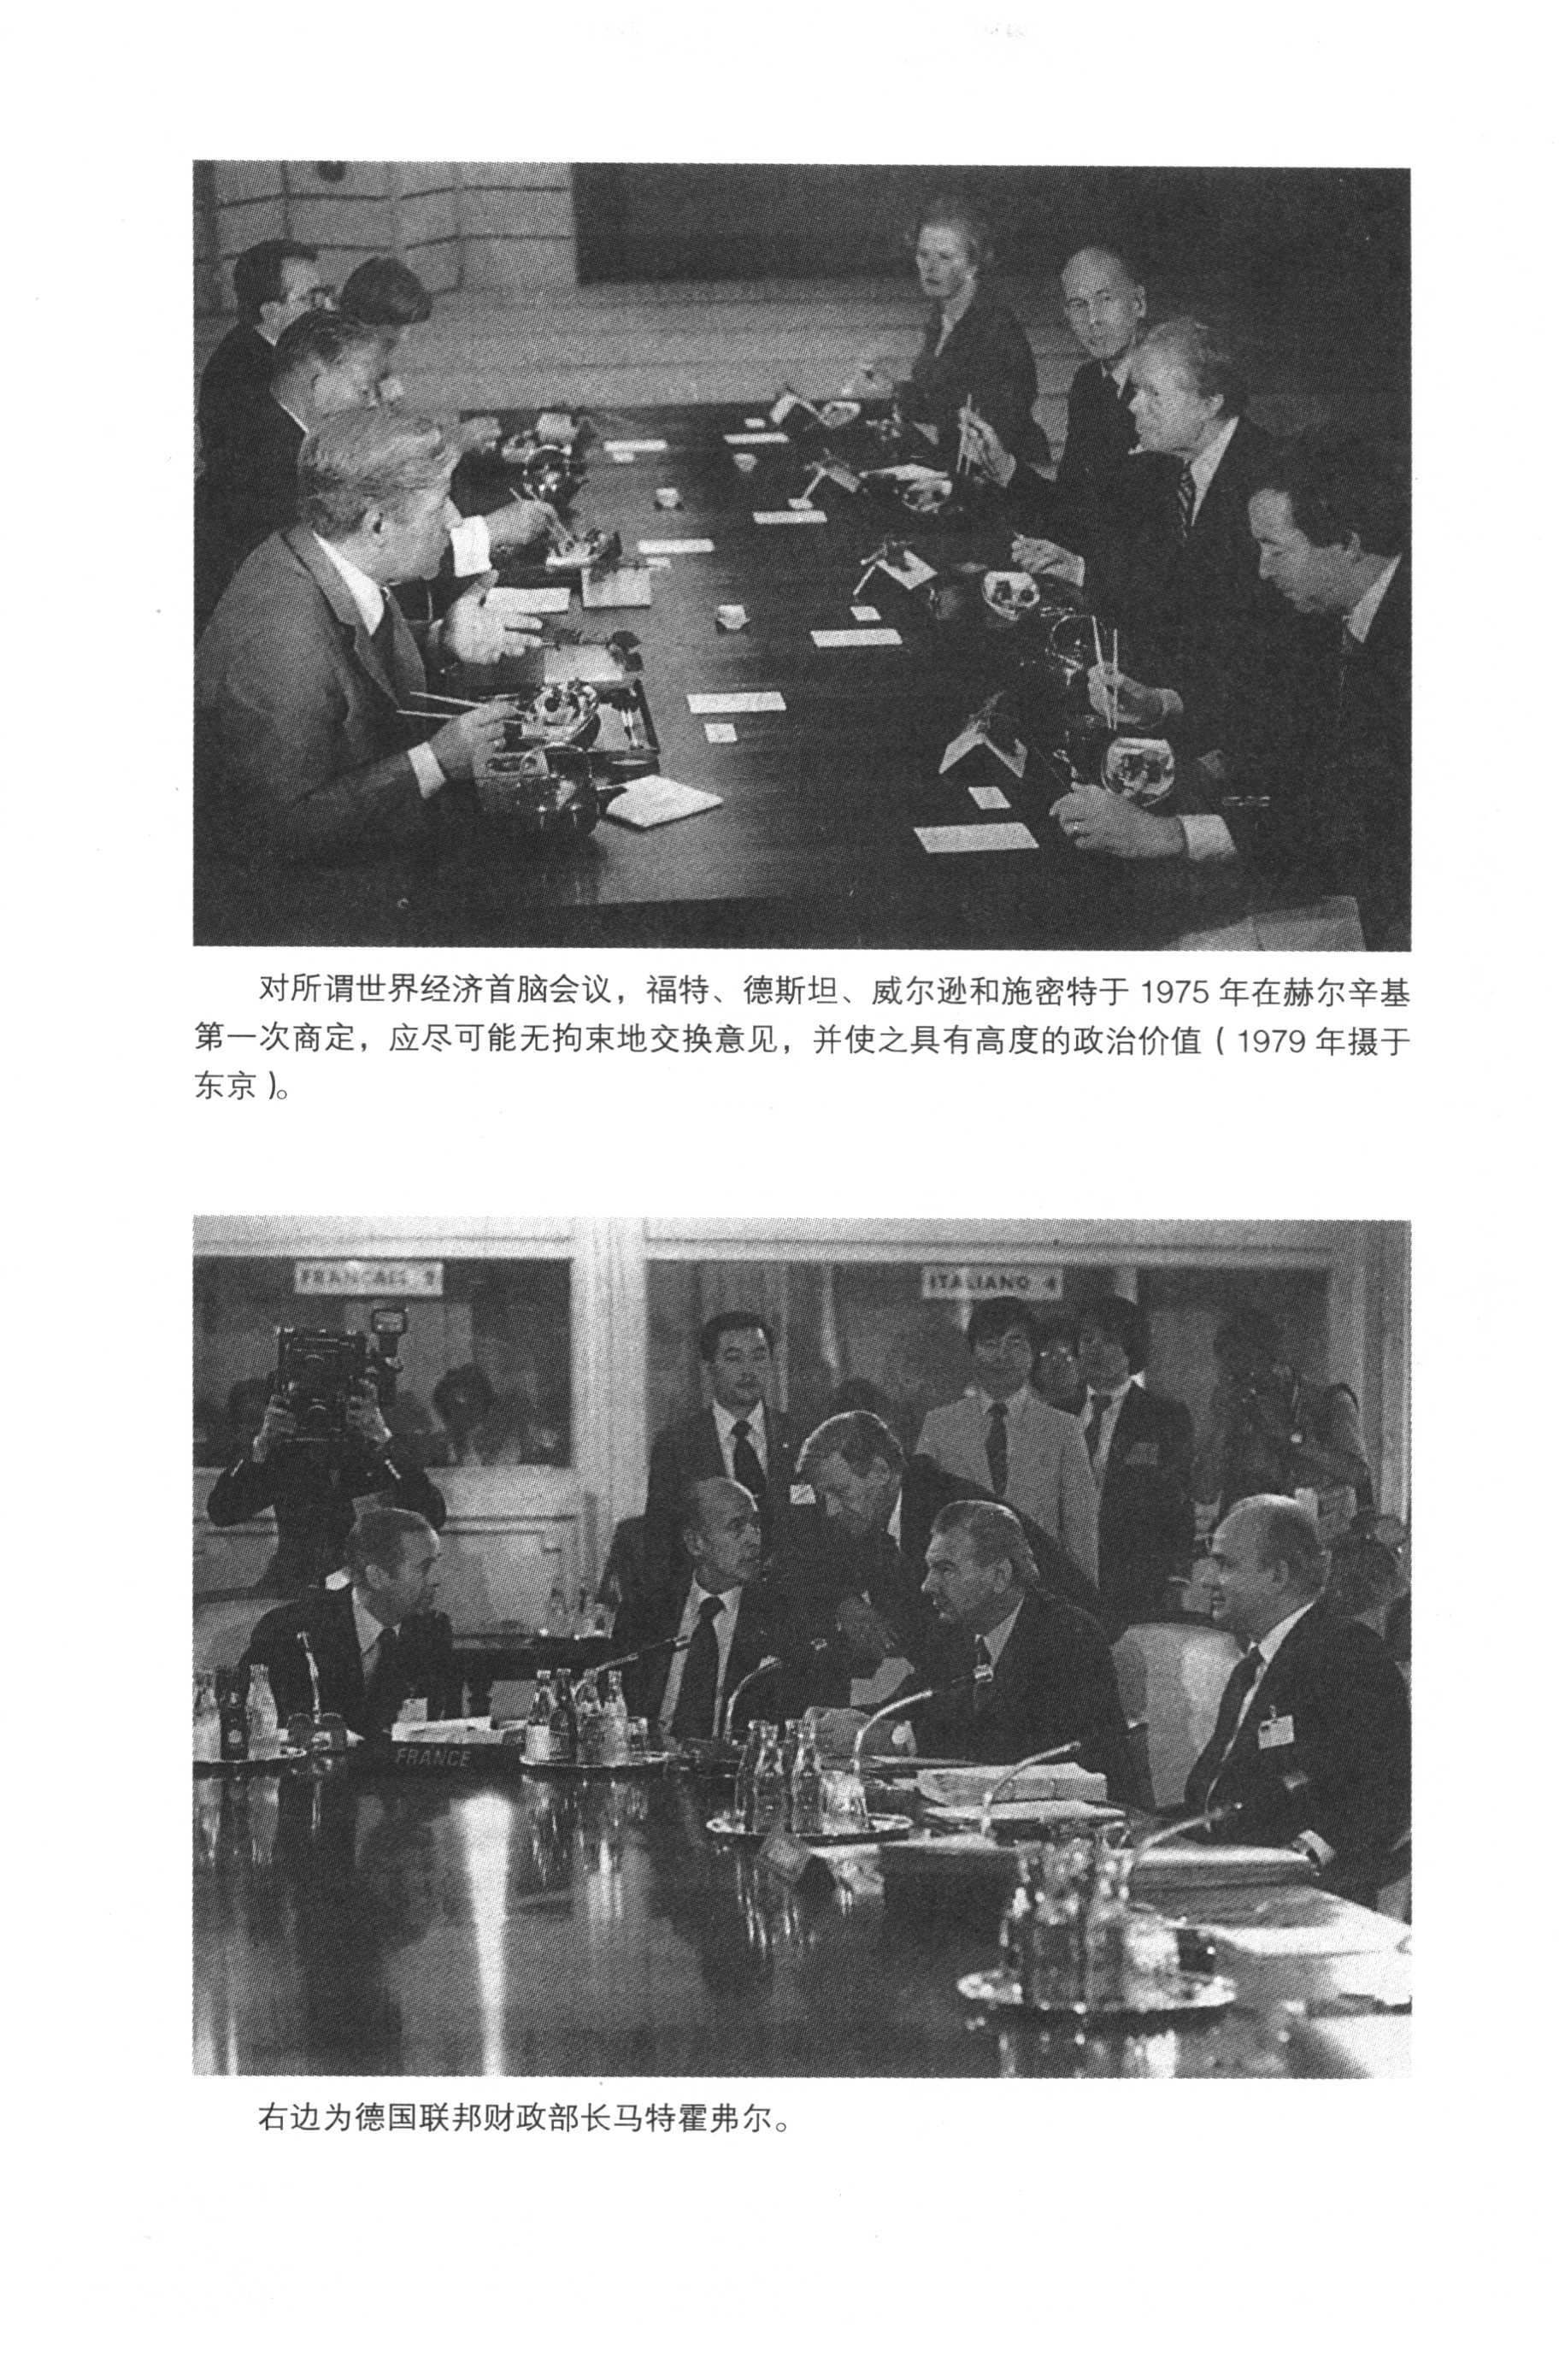 对所谓世界经济首脑会议，福特、德斯坦、威尔逊和施密特于 1975 年在赫尔辛基
第一次商定，应尽可能无拘束地交换意见，并使之具有高度的政治价值（1979 年摄于
东京）。
FRANCAIS 2
ITALIANO 4
FRANCE
右边为德国联邦财政部长马特霍弗尔。